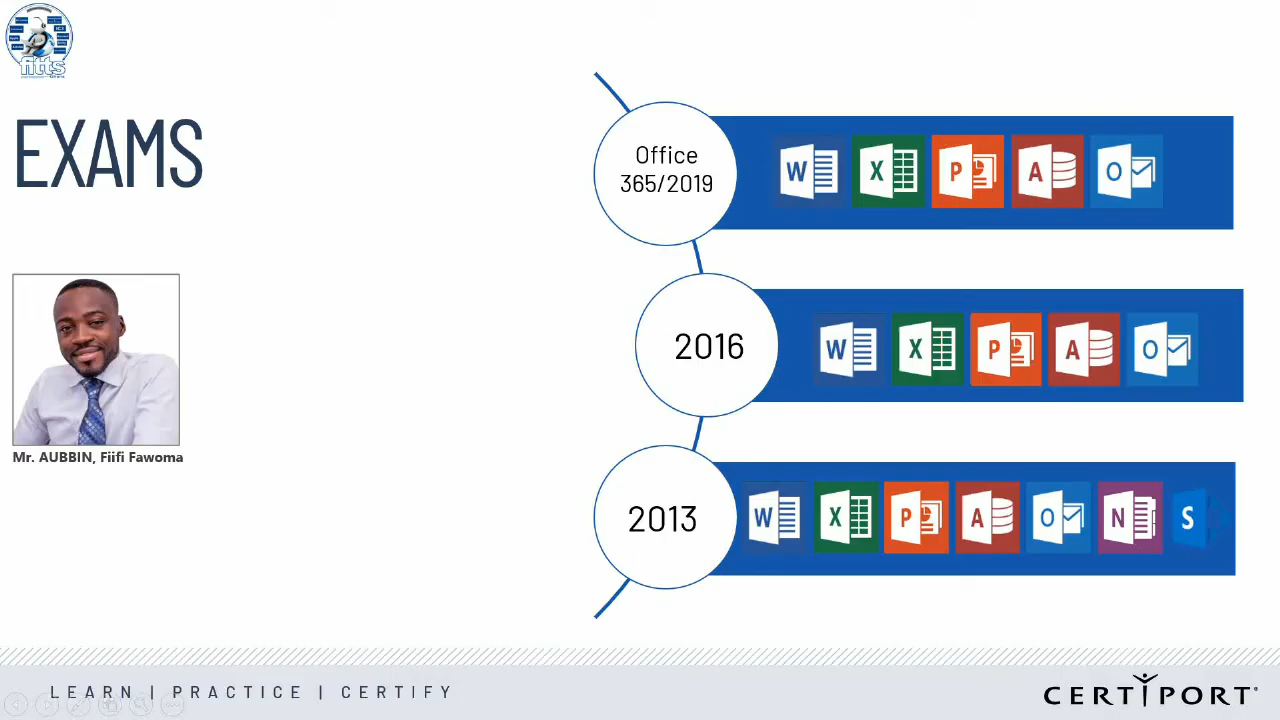 fitts
EXAMS
Office
365/2019
W X P A O
2016
W X P A O
2013
W X P A O N S
Mr. AUBBIN, Fiifi Fawoma
LEARN | PRACTICE | CERTIFY
CERTIPORT